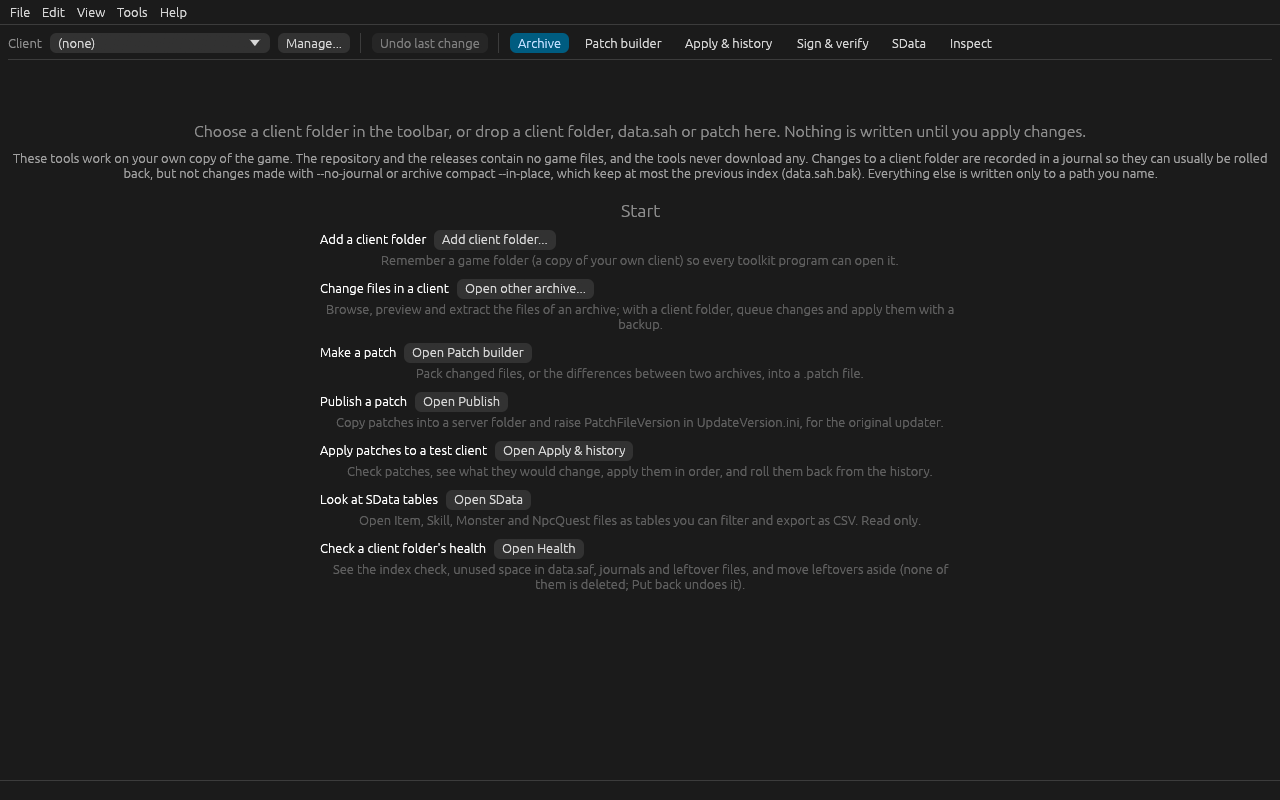 File Edit View Tools Help
Client (none) Manage... Undo last change Archive Patch builder Apply & history Sign & verify SData Inspect
Choose a client folder in the toolbar, or drop a client folder, data.sah or patch here. Nothing is written until you apply changes.
These tools work on your own copy of the game. The repository and the releases contain no game files, and the tools never download any. Changes to a client folder are recorded in a journal so they can usually be rolled
back, but not changes made with --no-journal or archive compact --in-place, which keep at most the previous index (data.sah.bak). Everything else is written only to a path you name.
Start
Add a client folder Add client folder...
Remember a game folder (a copy of your own client) so every toolkit program can open it.
Change files in a client Open other archive...
Browse, preview and extract the files of an archive; with a client folder, queue changes and apply them with a
backup.
Make a patch Open Patch builder
Pack changed files, or the differences between two archives, into a .patch file.
Publish a patch Open Publish
Copy patches into a server folder and raise PatchFileVersion in UpdateVersion.ini, for the original updater.
Apply patches to a test client Open Apply & history
Check patches, see what they would change, apply them in order, and roll them back from the history.
Look at SData tables Open SData
Open Item, Skill, Monster and NpcQuest files as tables you can filter and export as CSV. Read only.
Check a client folder's health Open Health
See the index check, unused space in data.saf, journals and leftover files, and move leftovers aside (none of
them is deleted; Put back undoes it).